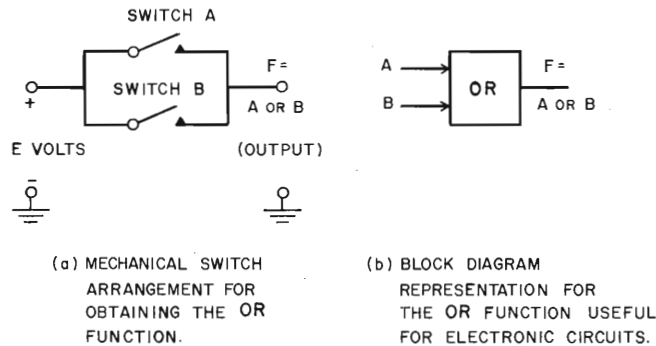 SWITCH A
F=
+
SWITCH B
A OR B
E VOLTS
(OUTPUT)
-
(a) MECHANICAL SWITCH
ARRANGEMENT FOR
OBTAINING THE OR
FUNCTION.
A
B
OR
F=
A OR B
(b) BLOCK DIAGRAM
REPRESENTATION FOR
THE OR FUNCTION USEFUL
FOR ELECTRONIC CIRCUITS.